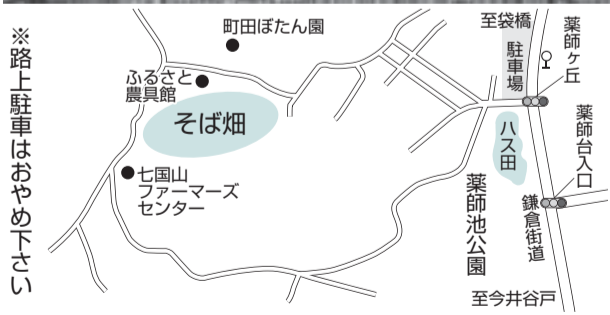 ※路上駐車はおやめ下さい
町田ぼたん園
ふるさと
農具館
そば畑
七国山
ファーマーズ
センター
至袋橋
駐車場
薬師ヶ丘
ハス田
薬師台入口
薬師池公園
鎌倉街道
至今井谷戸